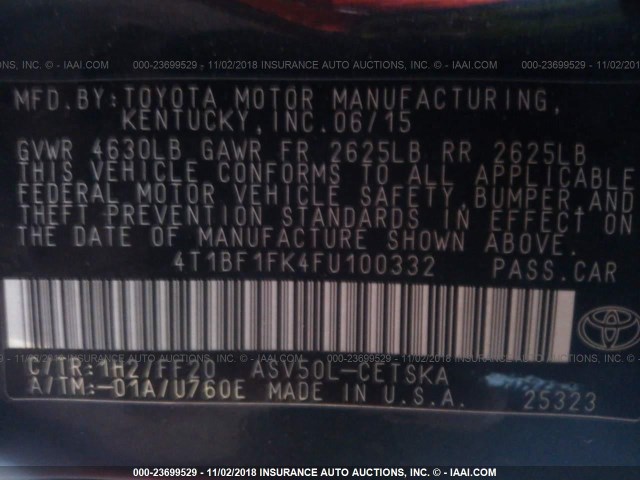 000-23699529 - 11/02/2018 INSURANCE AUTO AUCTIONS, INC. - IAAI.COM
MFD.BY:TOYOTA MOTOR MANUFACTURING,
KENTUCKY,INC.06/15
GVWR 4630LB GAWR FR 2625LB RR 2625LB
THIS VEHICLE CONFORMS TO ALL APPLICABLE
FEDERAL MOTOR VEHICLE SAFETY,BUMPER,AND
THEFT PREVENTION STANDARDS IN EFFECT ON
THE DATE OF MANUFACTURE SHOWN ABOVE.
4T1BF1FK4FU100332 PASS.CAR
C/TR:1H2/FF20 ASV50L-CETSKA
A/TM:-01A/U760E MADE IN U.S.A. 25323
000-23699529 - 11/02/2018 INSURANCE AUTO AUCTIONS, INC. - IAAI.COM